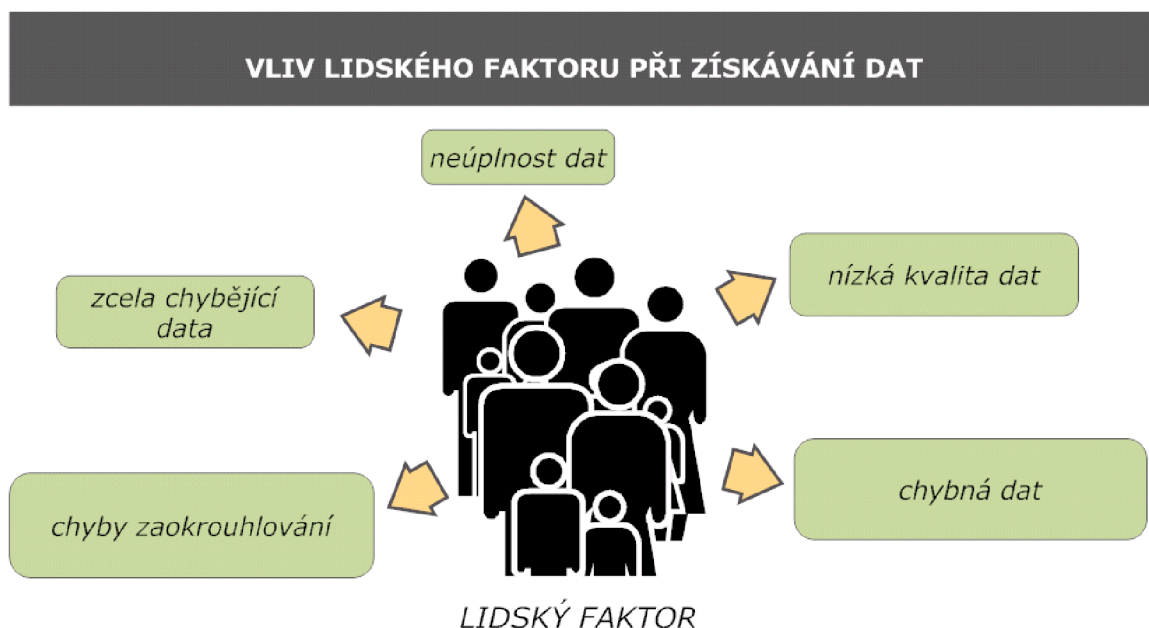 VLIV LIDSKÉHO FAKTORU PŘI ZÍSKÁVÁNÍ DAT
neúplnost dat
nízká kvalita dat
zcela chybějící
data
chyby zaokrouhlování
chybná dat
LIDSKÝ FAKTOR